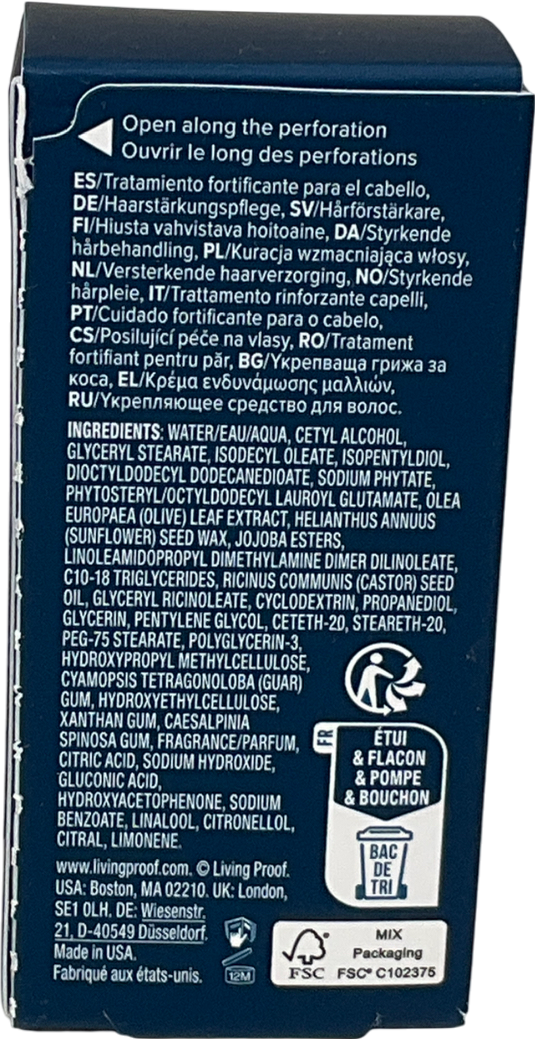 Open along the perforation
Ouvrir le long des perforations
ES/Tratamiento fortificante para el cabello,
DE/Haarstärkungspflege, SV/Hårförstärkare,
FI/Hiusta vahvistava hoitoaine, DA/Styrkende
hårbehandling, PL/Kuracja wzmacniająca włosy,
NL/Versterkende haarverzorging, NO/Styrkende
hårpleie, IT/Trattamento rinforzante capelli,
PT/Cuidado fortificante para o cabelo,
CS/Posilující péče na vlasy, RO/Tratament
fortifiant pentru păr, BG/Укрепваща грижа за
коса, EL/Κρέμα ενδυνάμωσης μαλλιών,
RU/Укрепляющее средство для волос.
INGREDIENTS: WATER/EAU/AQUA, CETYL ALCOHOL,
GLYCERYL STEARATE, ISODECYL OLEATE, ISOPENTYLDIOL,
DIOCTYLDODECYL DODECANEDIOATE, SODIUM PHYTATE,
PHYTOSTERYL/OCTYLDODECYL LAUROYL GLUTAMATE, OLEA
EUROPAEA (OLIVE) LEAF EXTRACT, HELIANTHUS ANNUUS
(SUNFLOWER) SEED WAX, JOJOBA ESTERS,
LINOLEAMIDOPROPYL DIMETHYLAMINE DIMER DILINOLEATE,
C10-18 TRIGLYCERIDES, RICINUS COMMUNIS (CASTOR) SEED
OIL, GLYCERYL RICINOLEATE, CYCLODEXTRIN, PROPANEDIOL,
GLYCERIN, PENTYLENE GLYCOL, CETETH-20, STEARETH-20,
PEG-75 STEARATE, POLYGLYCERIN-3,
HYDROXYPROPYL METHYLCELLULOSE,
CYAMOPSIS TETRAGONOLOBA (GUAR)
GUM, HYDROXYETHYLCELLULOSE,
XANTHAN GUM, CAESALPINIA
SPINOSA GUM, FRAGRANCE/PARFUM,
CITRIC ACID, SODIUM HYDROXIDE,
GLUCONIC ACID,
HYDROXYACETOPHENONE, SODIUM
BENZOATE, LINALOOL, CITRONELLOL,
CITRAL, LIMONENE.
www.livingproof.com. © Living Proof.
USA: Boston, MA 02210. UK: London,
SE1 0LH. DE: Wiesenstr.
21, D-40549 Düsseldorf.
Made in USA.
Fabriqué aux états-unis.
12M
FR
ÉTUI
& FLACON
& POMPE
& BOUCHON
BAC
DE
TRI
FSC
MIX
Packaging
FSC® C102375